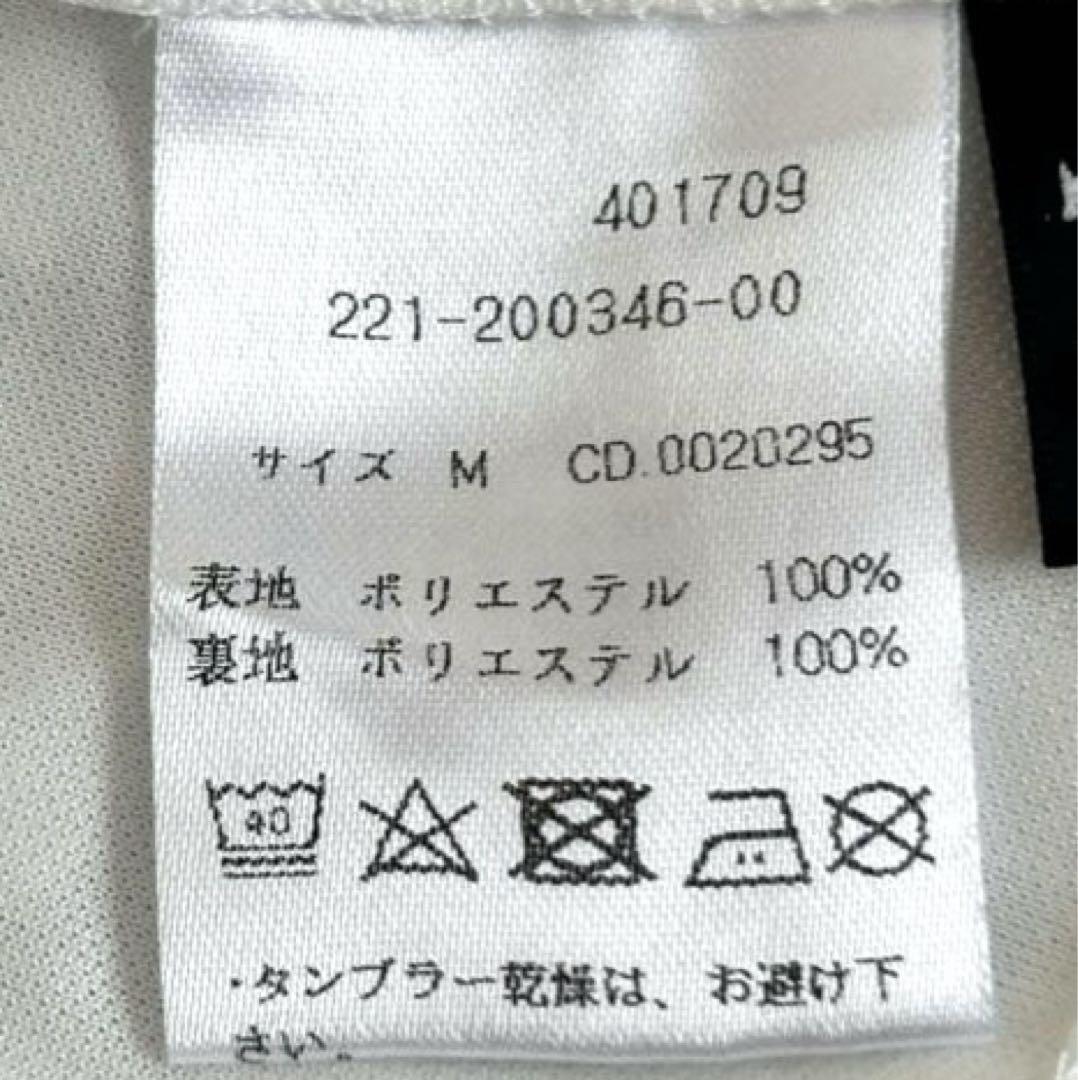 401709
221-200346-00
サイズ M CD.0020295
表地 ポリエステル 100%
裏地 ポリエステル 100%
40
・タンブラー乾燥は、お避け下
さい。